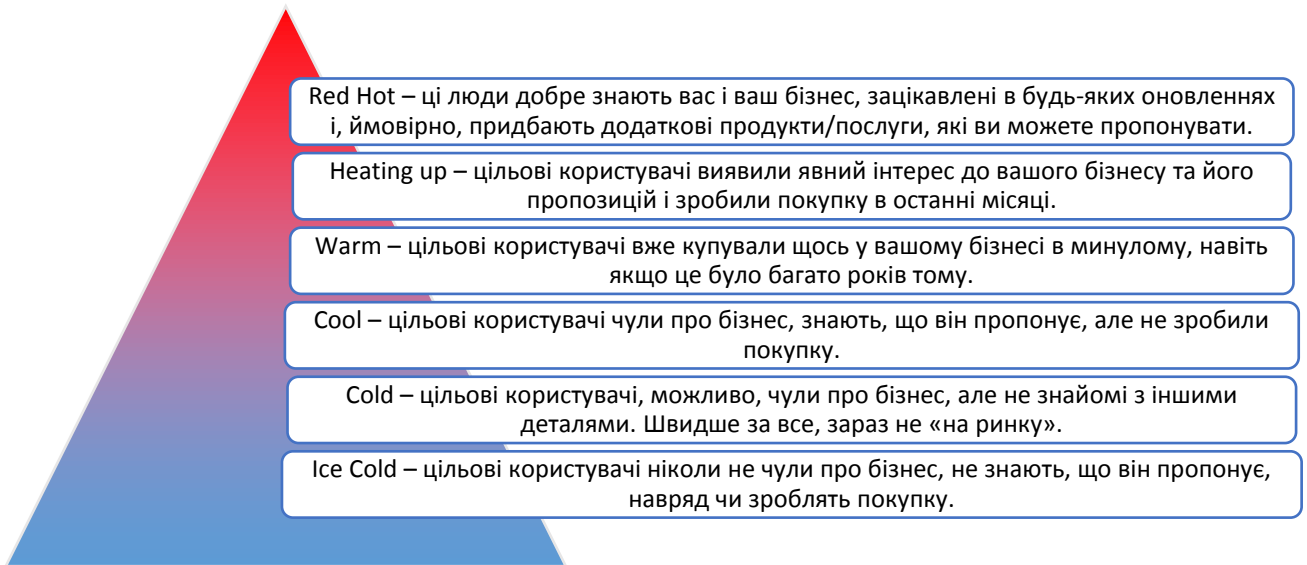 Red Hot – ці люди добре знають вас і ваш бізнес, зацікавлені в будь-яких оновленнях
і, ймовірно, придбають додаткові продукти/послуги, які ви можете пропонувати.
Heating up – цільові користувачі виявили явний інтерес до вашого бізнесу та його
пропозицій і зробили покупку в останні місяці.
Warm – цільові користувачі вже купували щось у вашому бізнесі в минулому, навіть
якщо це було багато років тому.
Cool – цільові користувачі чули про бізнес, знають, що він пропонує, але не зробили
покупку.
Cold – цільові користувачі, можливо, чули про бізнес, але не знайомі з іншими
деталями. Швидше за все, зараз не «на ринку».
Ice Cold – цільові користувачі ніколи не чули про бізнес, не знають, що він пропонує,
навряд чи зроблять покупку.